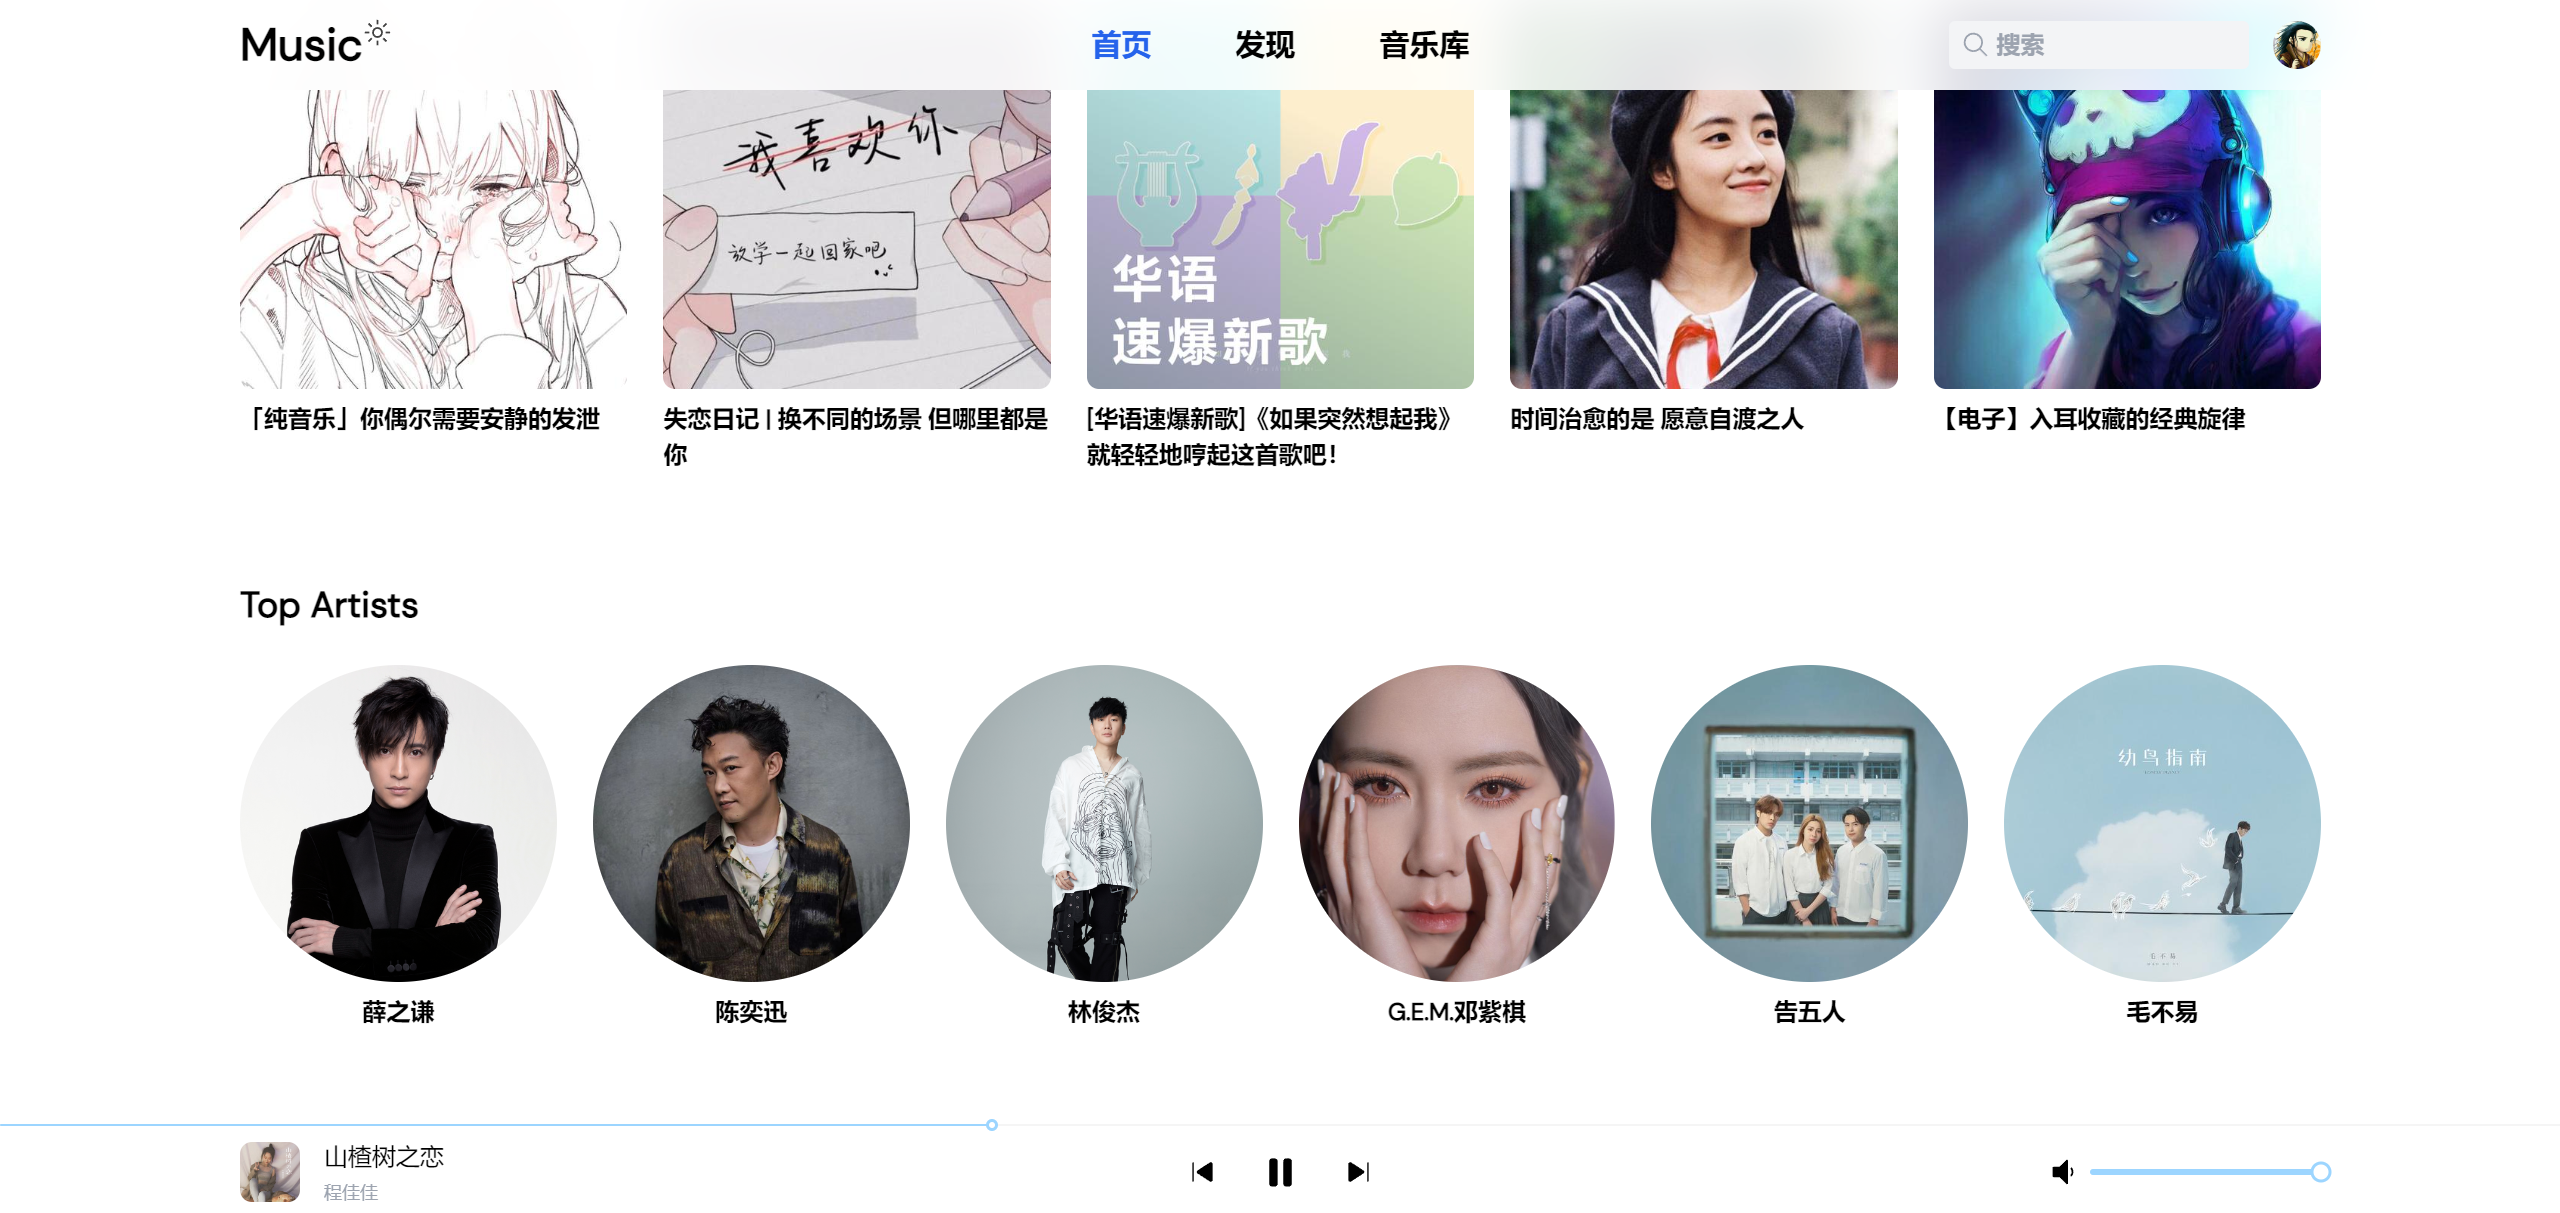 Music
首页
发现
音乐库
搜索
我喜欢你
放学一起回家吧
华语
速爆新歌
「纯音乐」你偶尔需要安静的发泄
失恋日记 | 换不同的场景 但哪里都是
你
[华语速爆新歌]《如果突然想起我》
就轻轻地哼起这首歌吧！
时间治愈的是 愿意自渡之人
【电子】入耳收藏的经典旋律
Top Artists
幼鸟指南
毛不易
薛之谦
陈奕迅
林俊杰
G.E.M.邓紫棋
告五人
毛不易
山楂树之恋
程佳佳